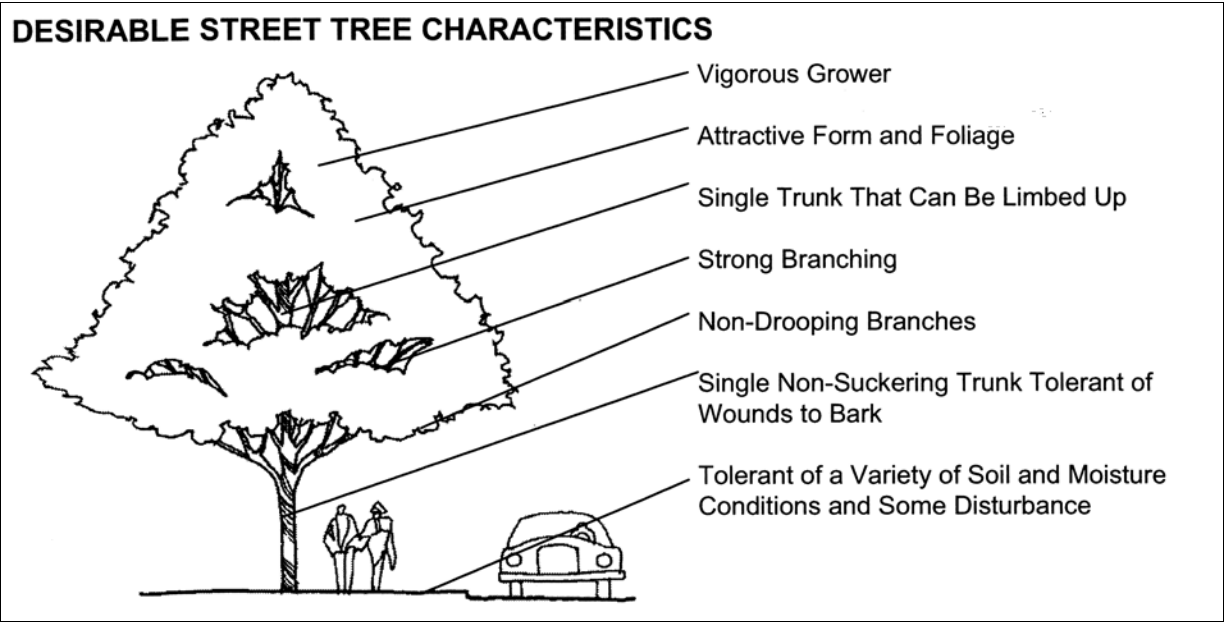 DESIRABLE STREET TREE CHARACTERISTICS
Vigorous Grower
Attractive Form and Foliage
Single Trunk That Can Be Limbed Up
Strong Branching
Non-Drooping Branches
Single Non-Suckering Trunk Tolerant of
Wounds to Bark
Tolerant of a Variety of Soil and Moisture
Conditions and Some Disturbance